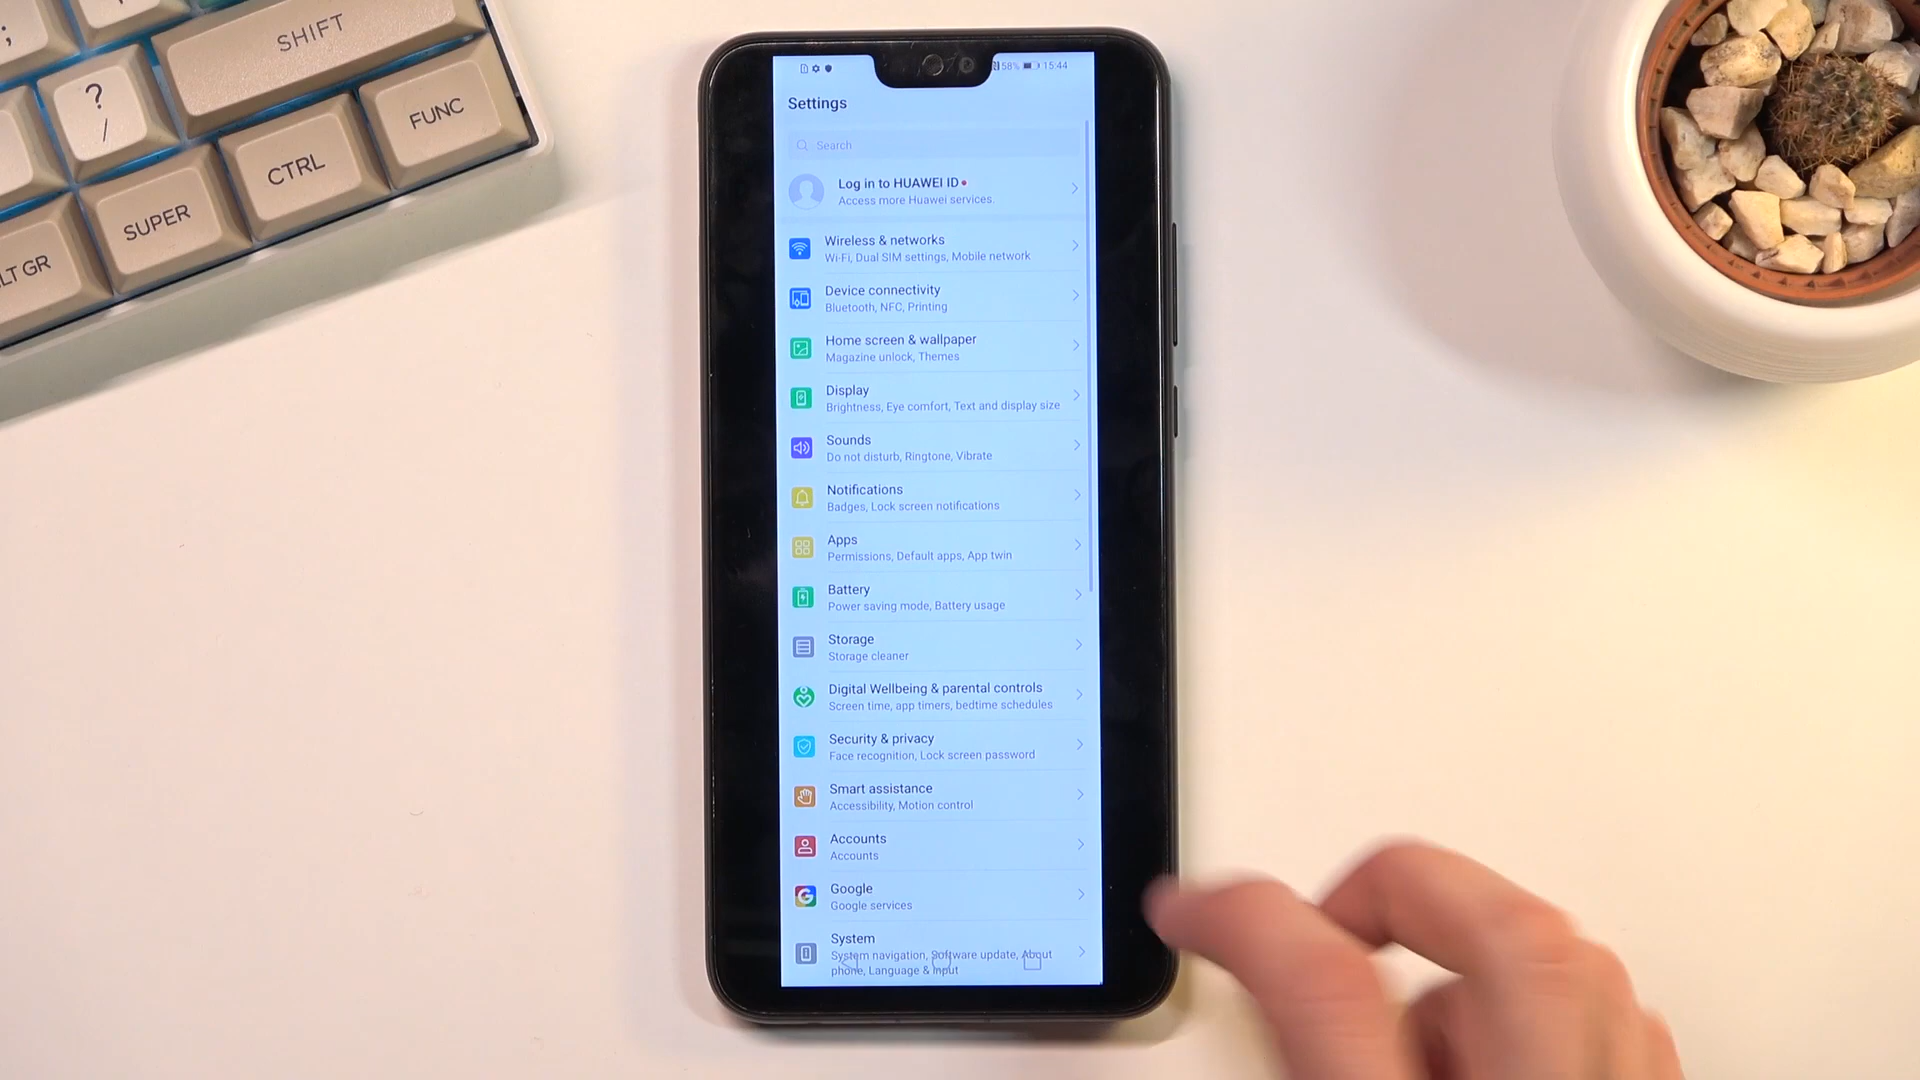 ;
SHIFT
?
/
FUNC
CTRL
SUPER
LT GR
58% 15:44
Settings
Search
Log in to HUAWEI ID
Access more Huawei services.
Wireless & networks
Wi-Fi, Dual SIM settings, Mobile network
Device connectivity
Bluetooth, NFC, Printing
Home screen & wallpaper
Magazine unlock, Themes
Display
Brightness, Eye comfort, Text and display size
Sounds
Do not disturb, Ringtone, Vibrate
Notifications
Badges, Lock screen notifications
Apps
Permissions, Default apps, App twin
Battery
Power saving mode, Battery usage
Storage
Storage cleaner
Digital Wellbeing & parental controls
Screen time, app timers, bedtime schedules
Security & privacy
Face recognition, Lock screen password
Smart assistance
Accessibility, Motion control
Accounts
Accounts
Google
Google services
System
System navigation, Software update, About
phone, Language & input